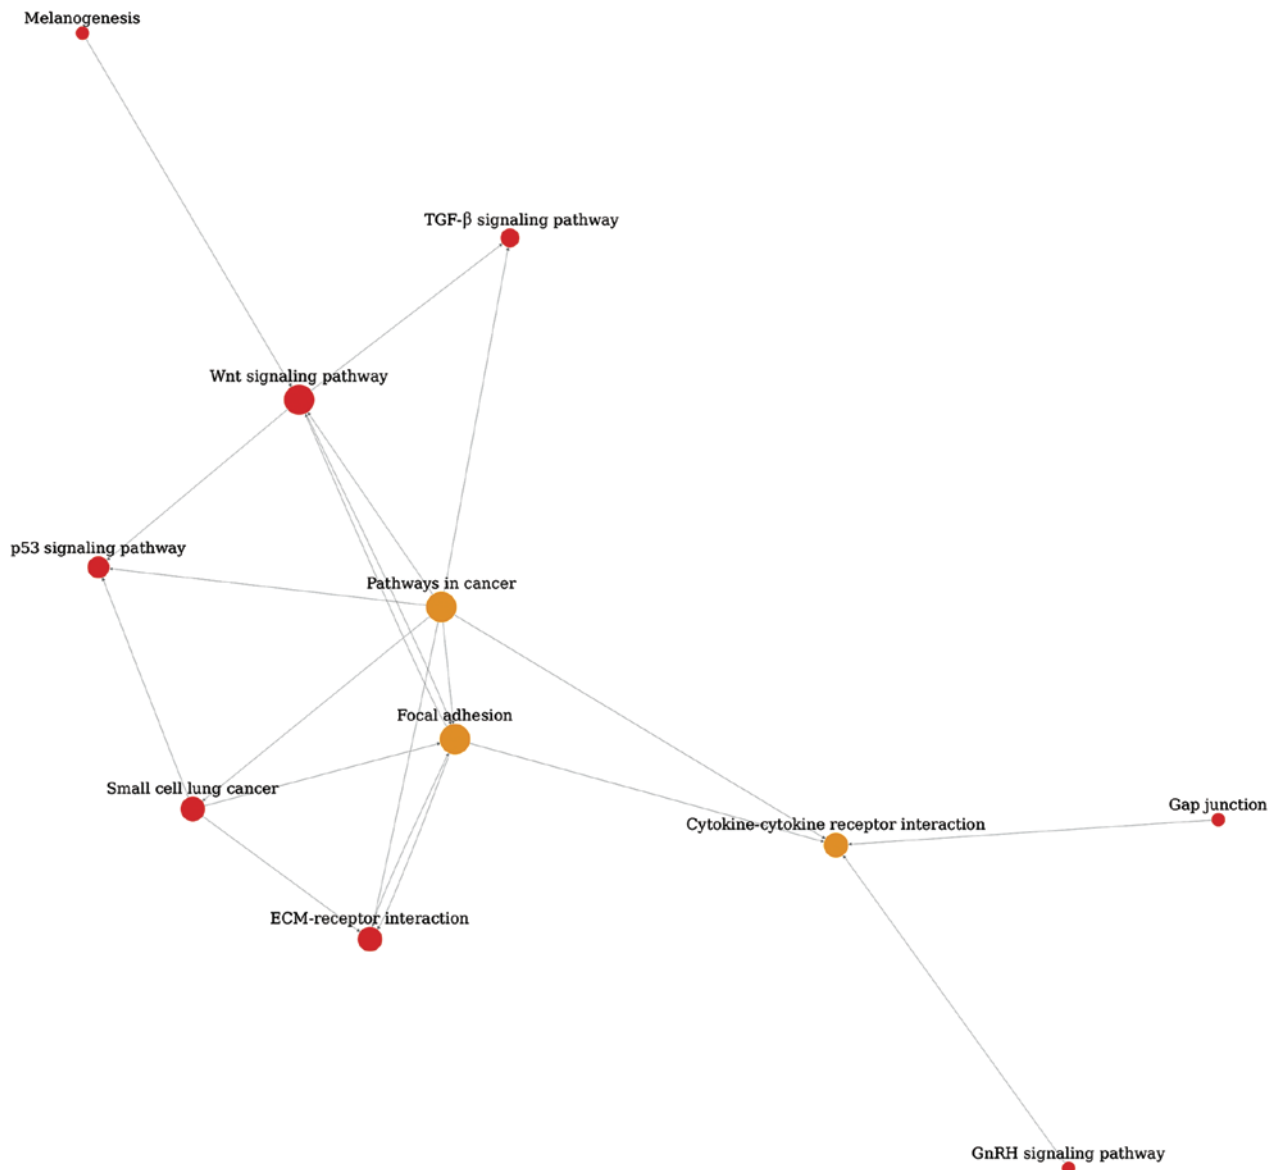 Melanogenesis
TGF-β signaling pathway
Wnt signaling pathway
p53 signaling pathway
Pathways in cancer
Focal adhesion
Small cell lung cancer
Gap junction
Cytokine-cytokine receptor interaction
ECM-receptor interaction
GnRH signaling pathway